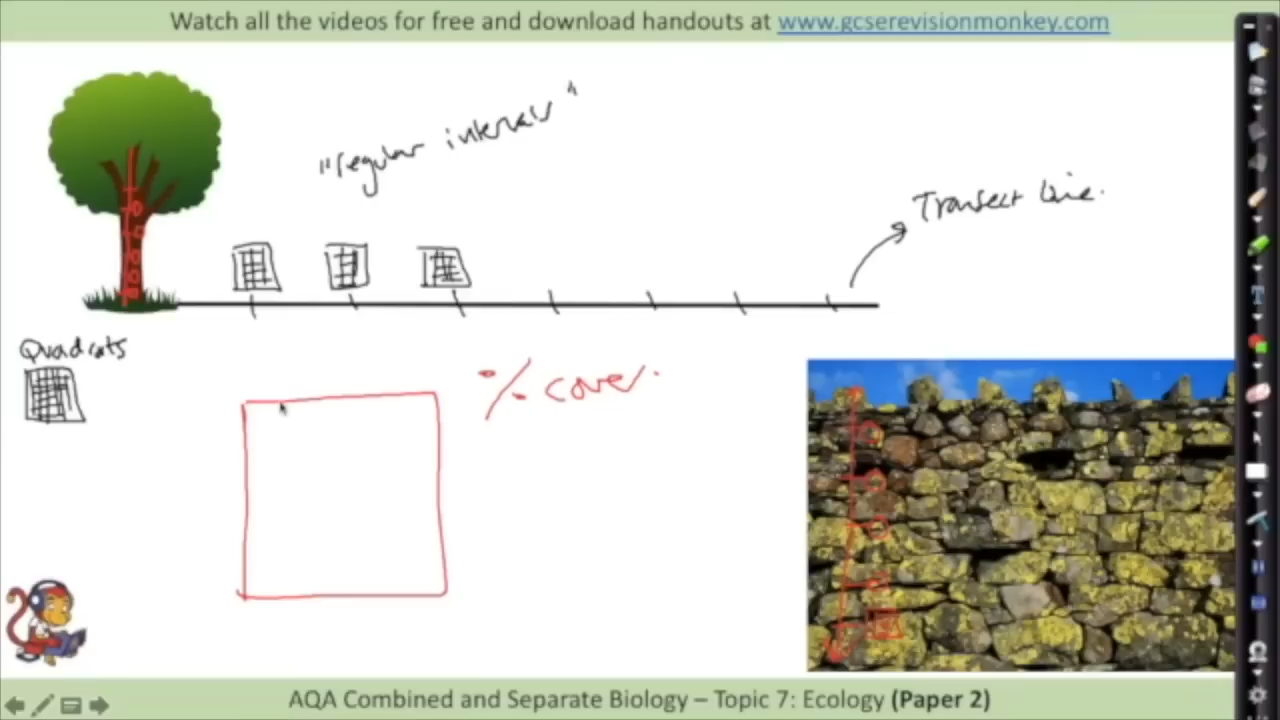 Watch all the videos for free and download handouts at www.gcserevisionmonkey.com
"regular intervals"
Transect Line.
Quadrats
% cover.
AQA Combined and Separate Biology – Topic 7: Ecology (Paper 2)